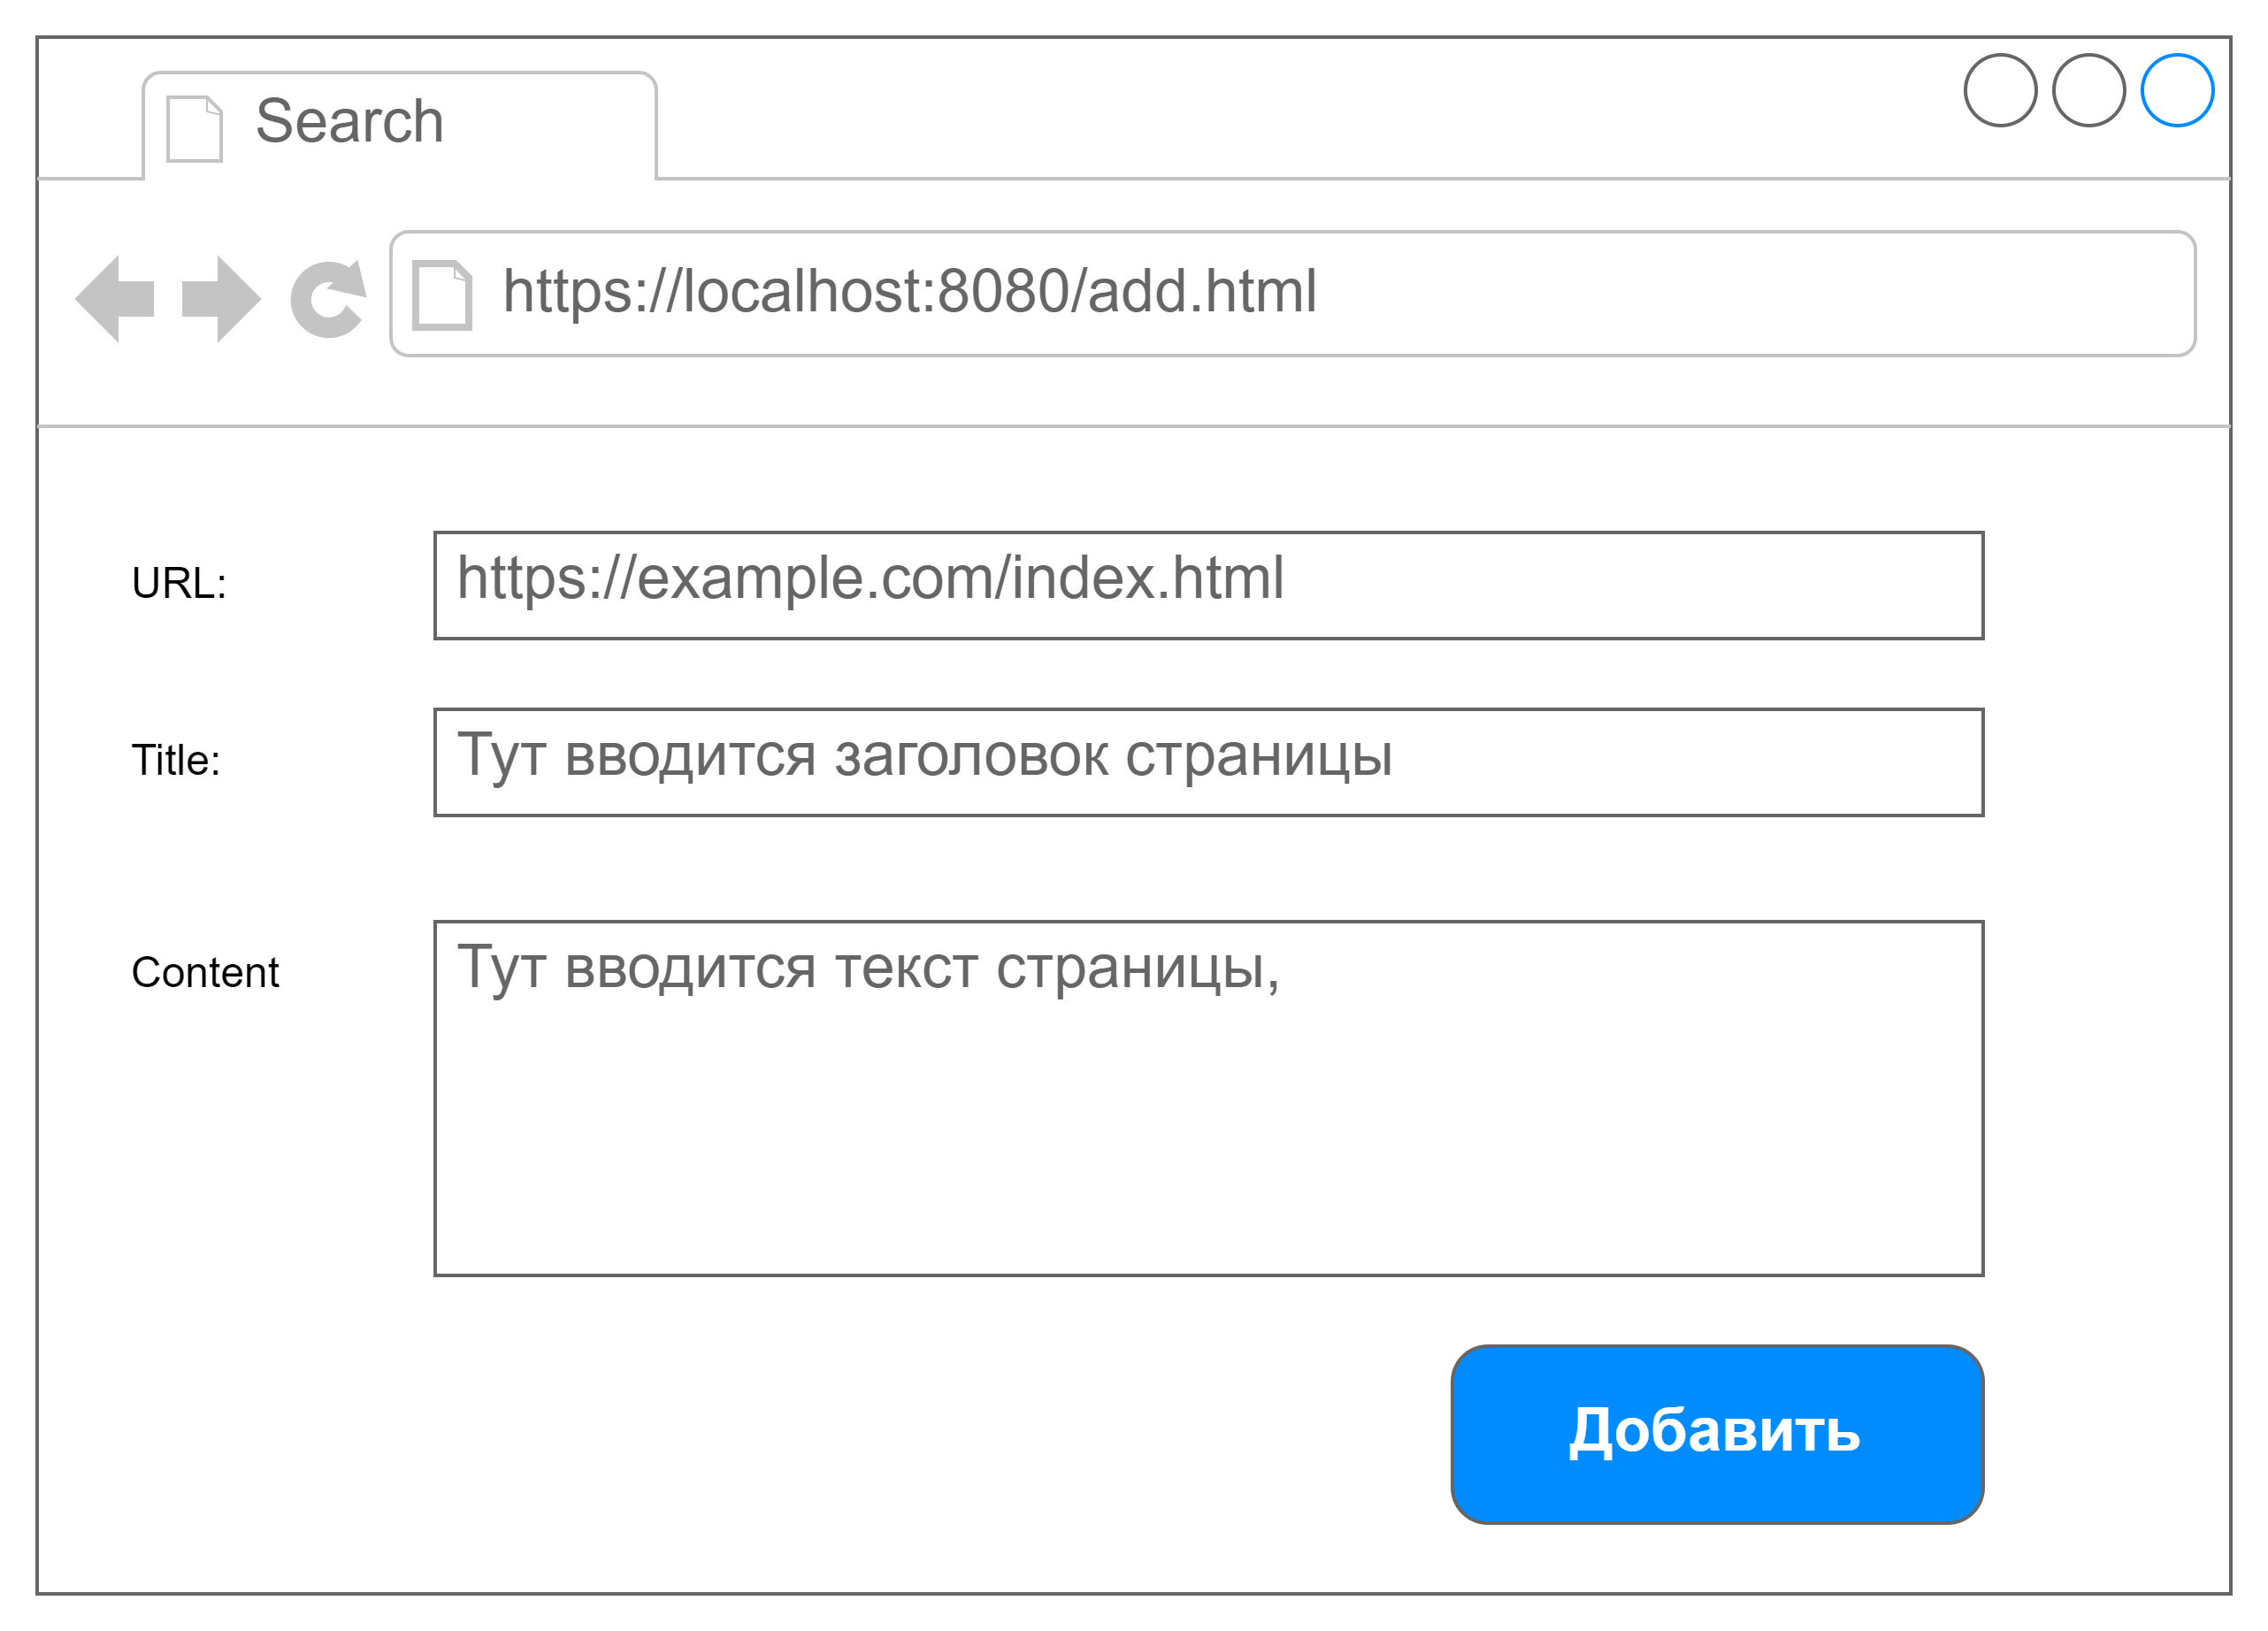 Search
https://localhost:8080/add.html
URL:
https://example.com/index.html
Title:
Тут вводится заголовок страницы
Content
Тут вводится текст страницы,
Добавить